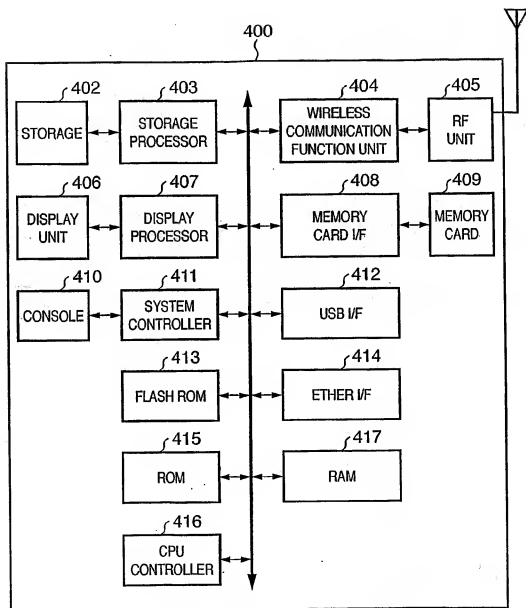 400
402
403
404
405
STORAGE
STORAGE
PROCESSOR
WIRELESS
COMMUNICATION
FUNCTION UNIT
RF
UNIT
406
407
408
409
DISPLAY
UNIT
DISPLAY
PROCESSOR
MEMORY
CARD I/F
MEMORY
CARD
410
411
412
CONSOLE
SYSTEM
CONTROLLER
USB I/F
413
414
FLASH ROM
ETHER I/F
415
417
ROM
RAM
416
CPU
CONTROLLER